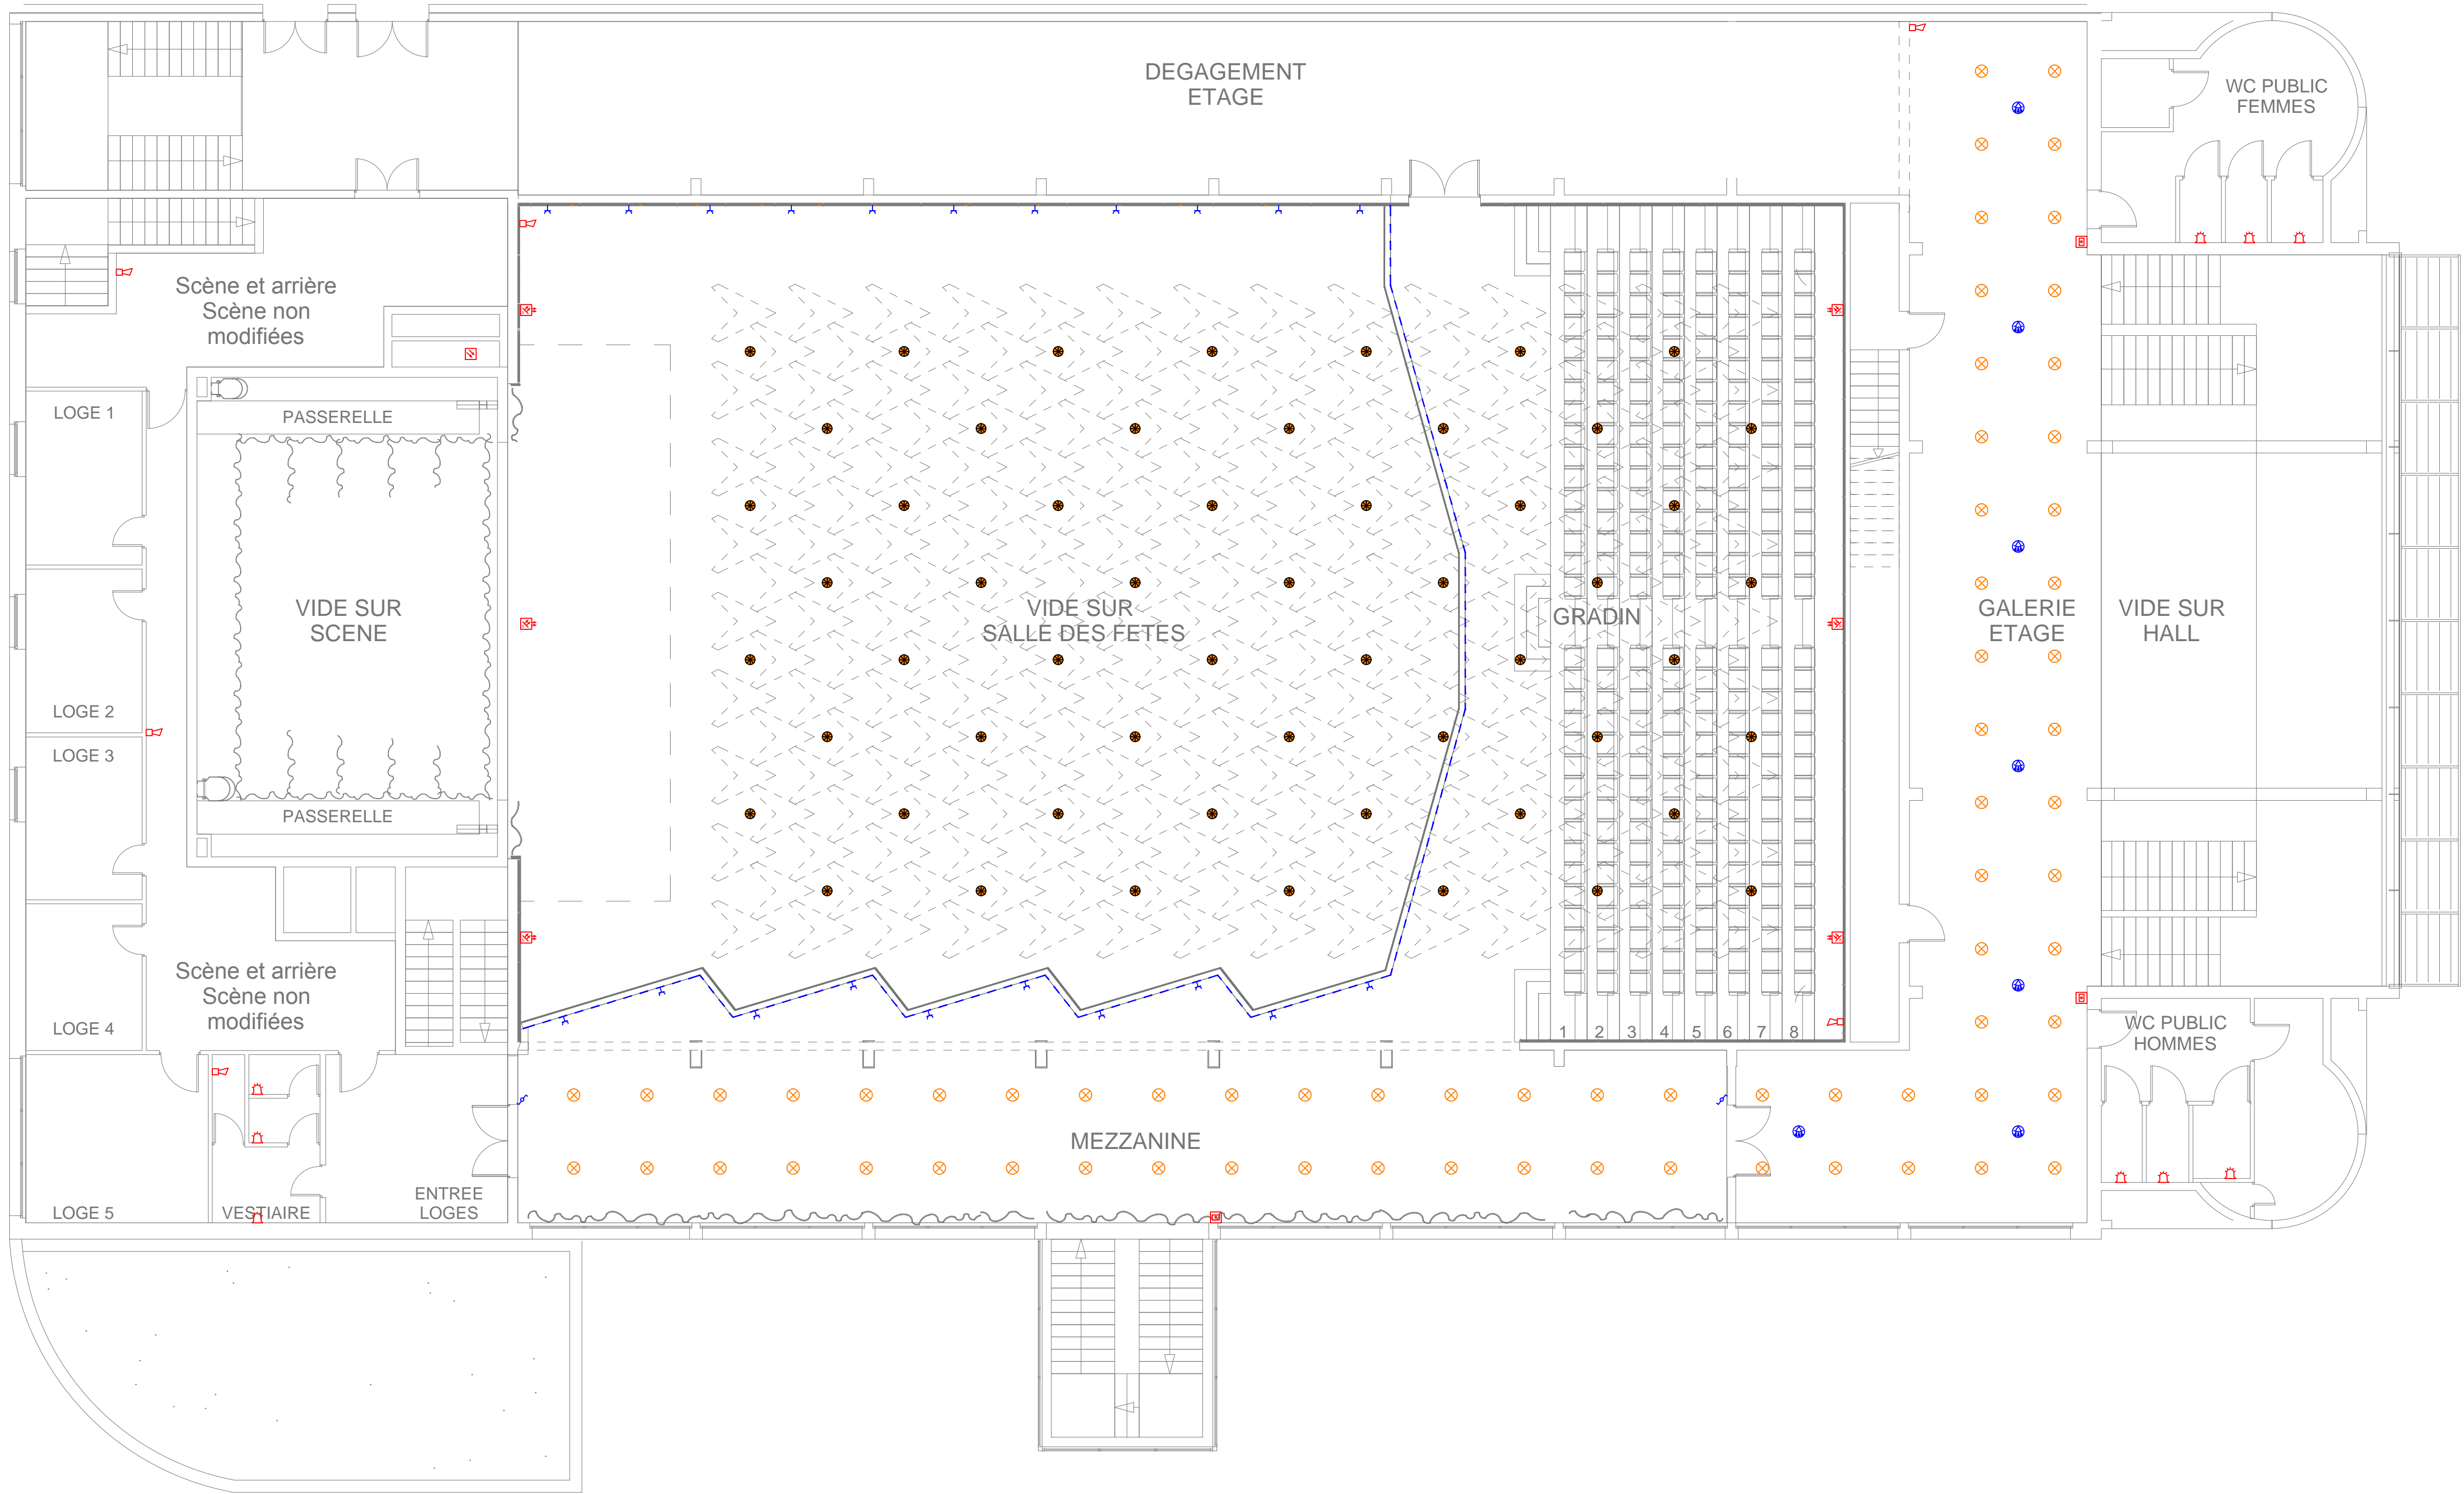 DEGAGEMENT
ETAGE
WC PUBLIC
FEMMES
Scène et arrière
Scène non
modifiées
LOGE 1
PASSERELLE
VIDE SUR
SCENE
VIDE SUR
SALLE DES FETES
GRADIN
GALERIE
ETAGE
VIDE SUR
HALL
LOGE 2
LOGE 3
PASSERELLE
Scène et arrière
Scène non
modifiées
LOGE 4
1 2 3 4 5 6 7 8
WC PUBLIC
HOMMES
MEZZANINE
LOGE 5
VESTIAIRE
ENTREE
LOGES